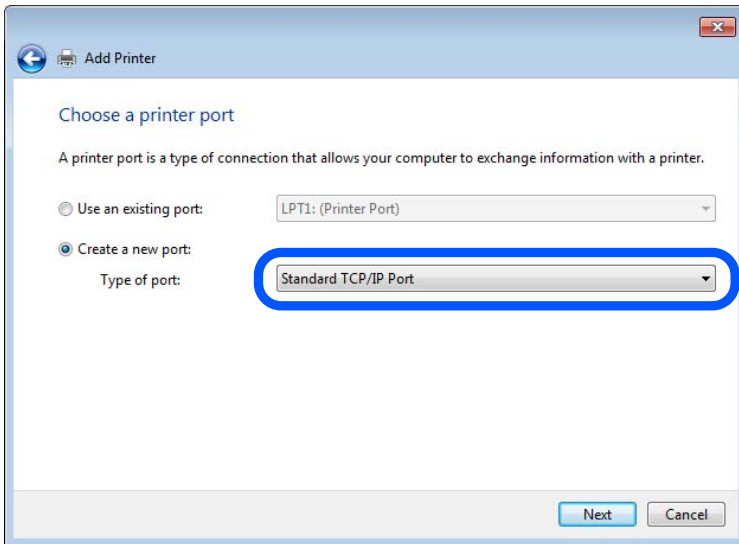 Add Printer
Choose a printer port
A printer port is a type of connection that allows your computer to exchange information with a printer.
Use an existing port: LPT1: (Printer Port)
Create a new port:
Type of port: Standard TCP/IP Port
Next Cancel